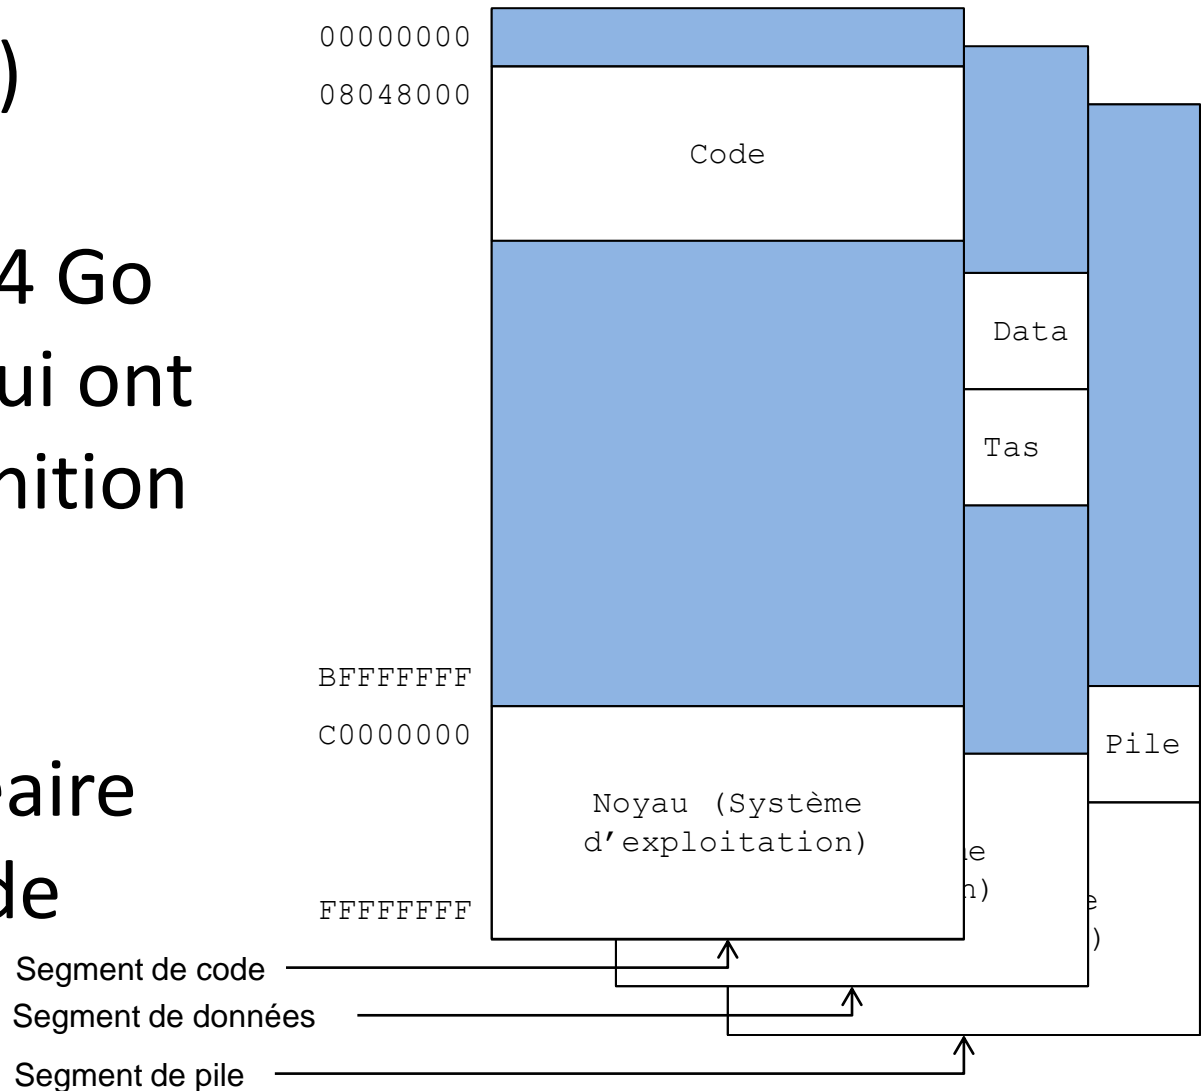 )
4 Go
ui ont
nition
éaire
de
00000000
08048000
BFFFFFFF
C0000000
FFFFFFFF
Code
Noyau (Système
d’exploitation)
Data
Tas
e
n)
Pile
e
)
Segment de code
Segment de données
Segment de pile